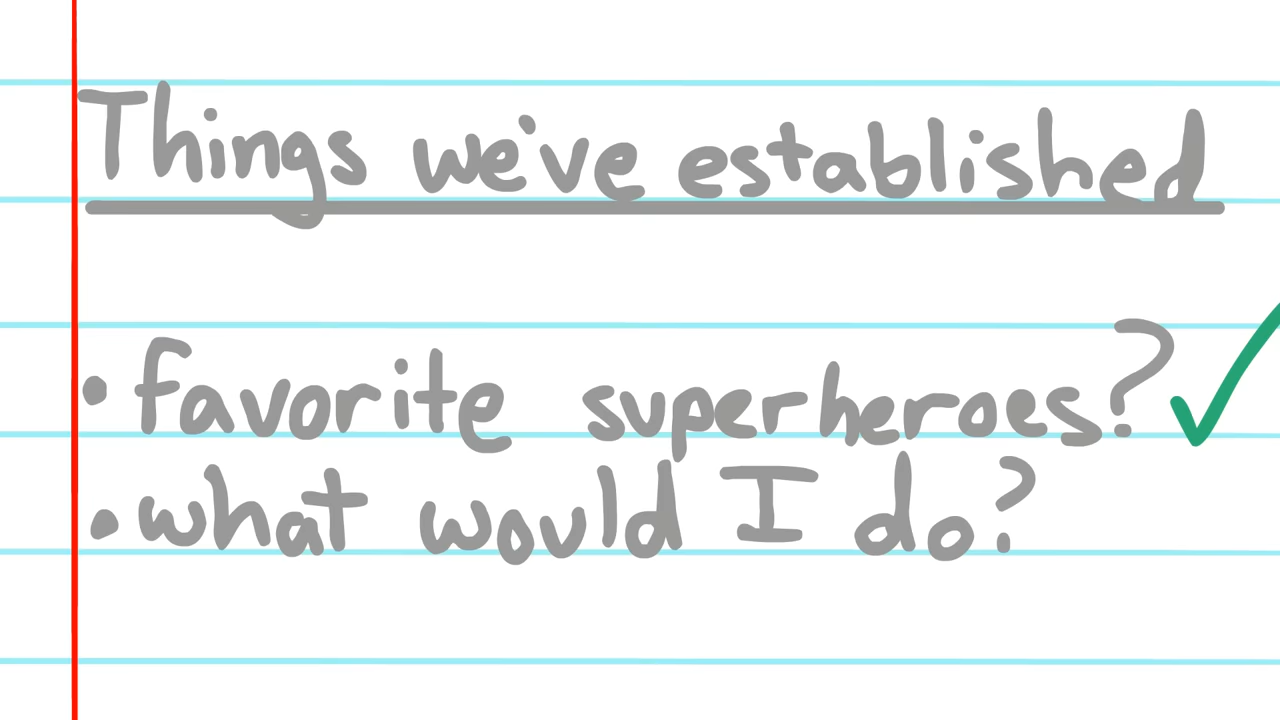 Things we've established
• favorite superheroes?
• what would I do?